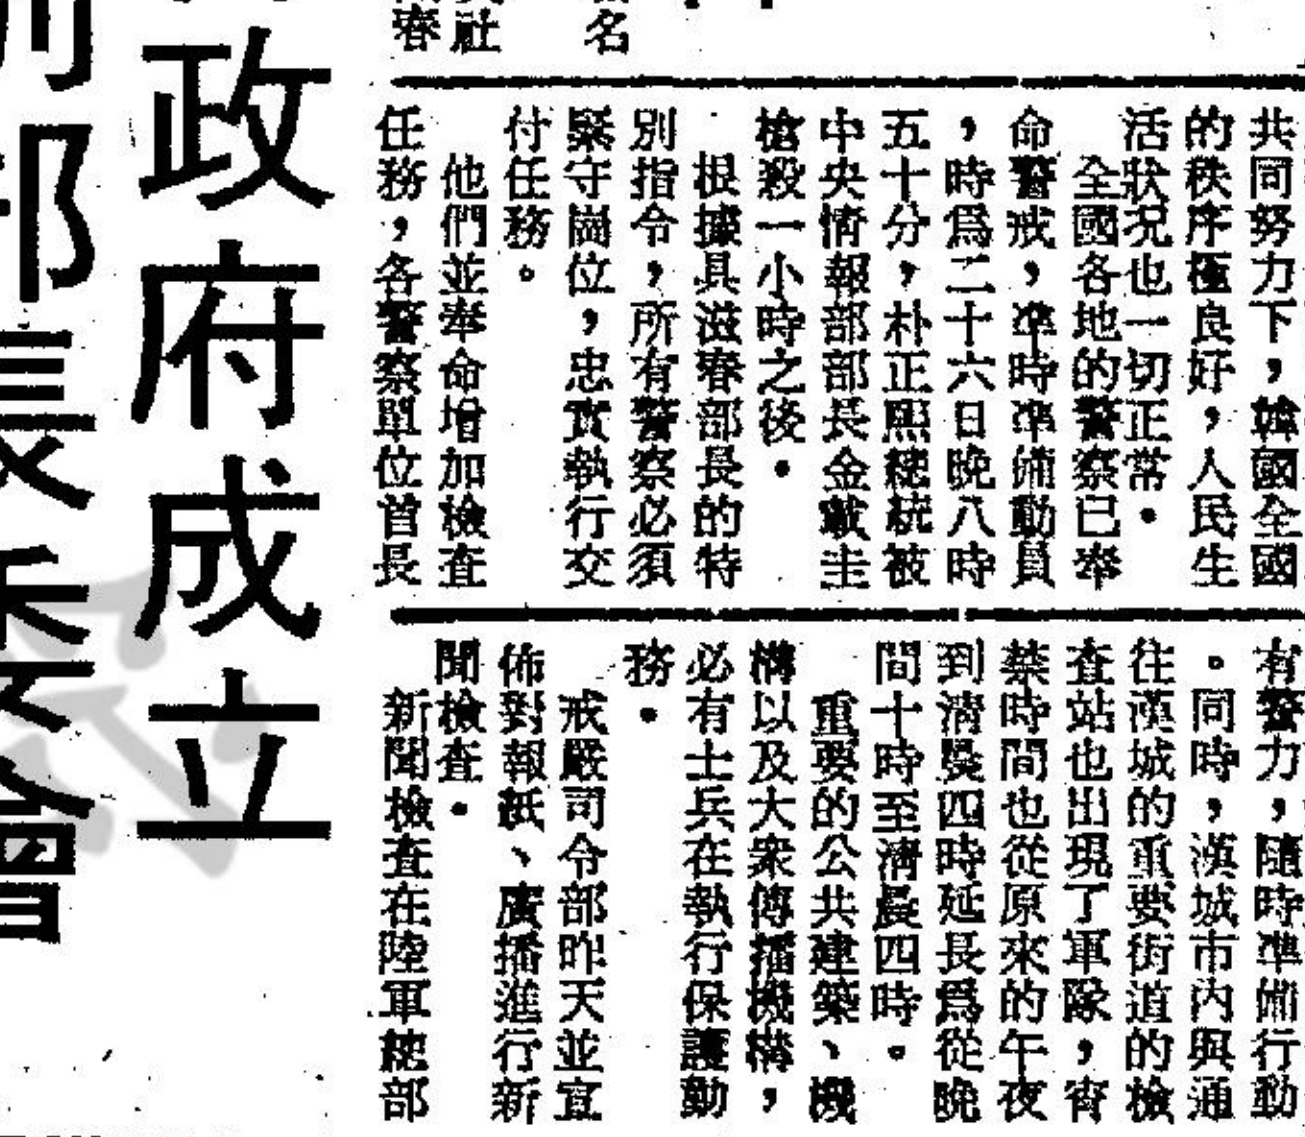 共同努力下，韓國全國
的秩序極良好，人民生
活狀況也一切正常。
全國各地的警察已奉
命警戒，準時準備動員
，時爲二十六日晚八時
五十分，朴正熙總統被
中央情報部部長金載圭
槍殺一小時之後。
根據具滋春部長的特
別指令，所有警察必須
緊守崗位，忠實執行交
付任務。
他們並奉命增加檢查
任務，各警察單位首長
有警力，隨時準備行動
。同時，漢城市內與通
往漢城的重要街道的檢
查站也出現了軍隊，宵
禁時間也從原來的午夜
到清晨四時延長爲從晚
間十時至清晨四時。
重要的公共建築、機
構以及大衆傳播機構，
必有士兵在執行保護勤
務。
戒嚴司令部昨天並宣
佈對報紙、廣播進行新
聞檢查。
新聞檢查在陸軍總部
名
社
春
政府成立
部長委會